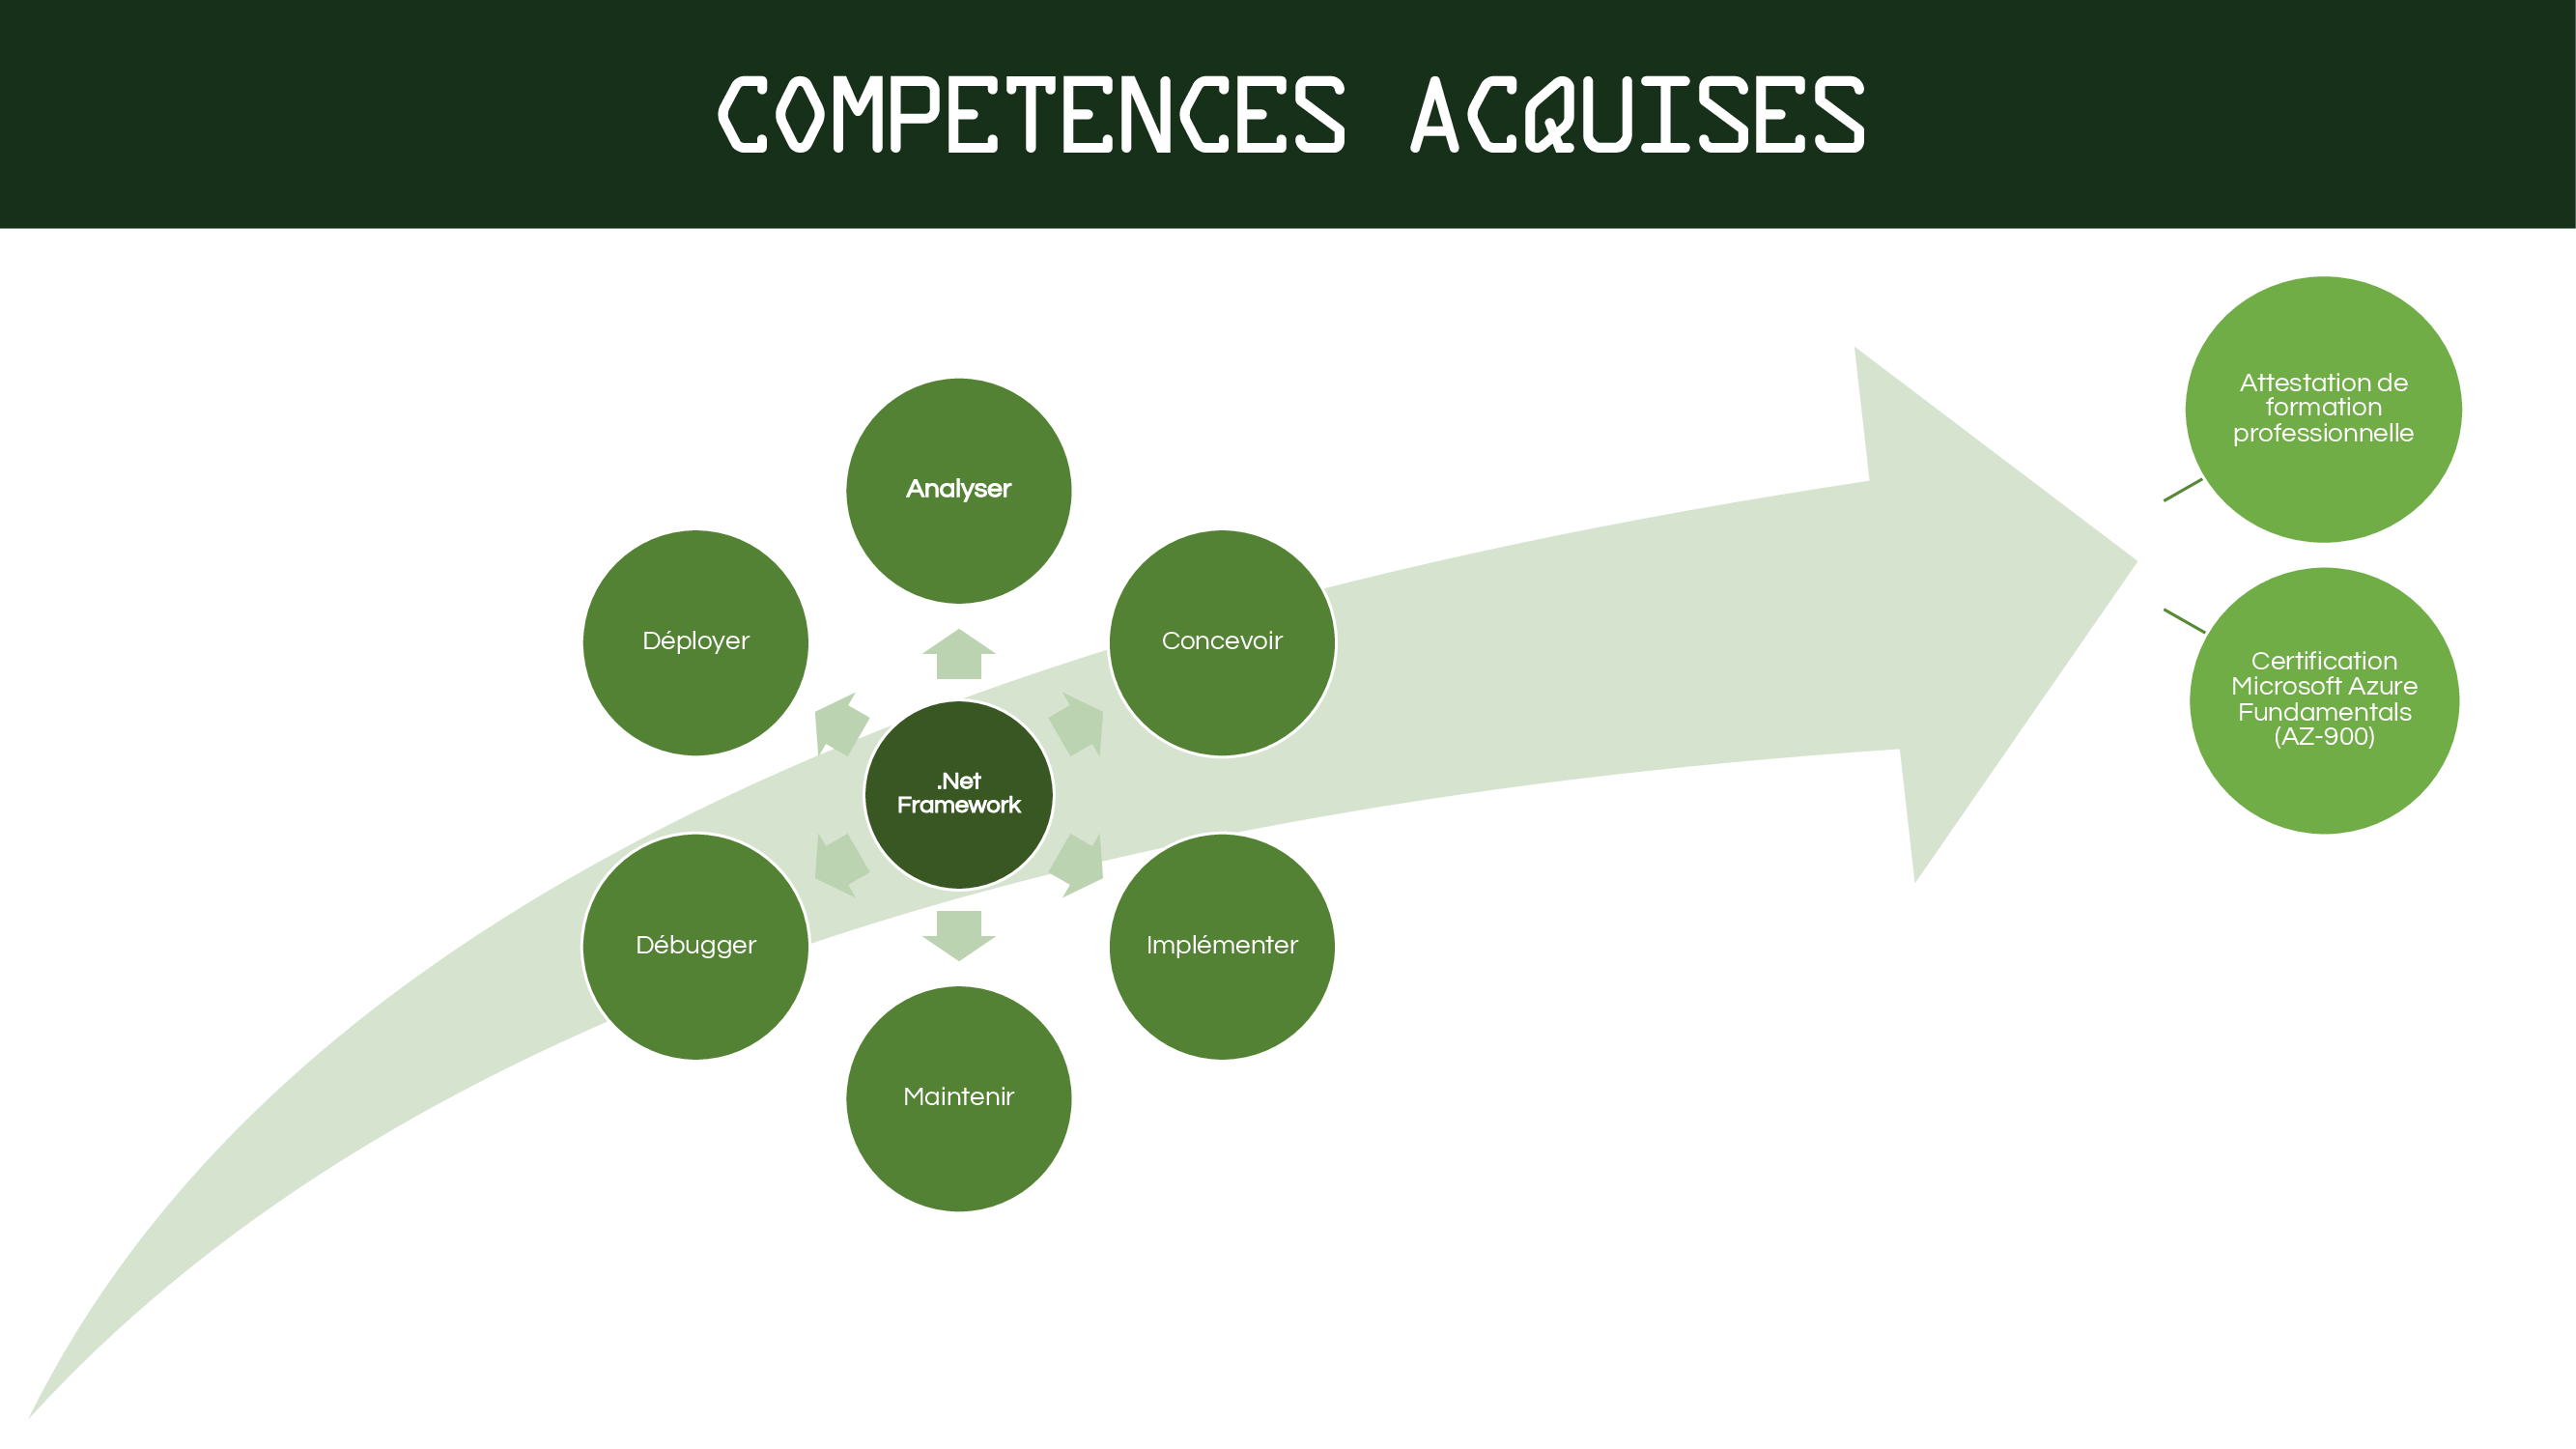 COMPETENCES ACQUISES
Analyser
Déployer
Concevoir
.Net
Framework
Débugger
Implémenter
Maintenir
Attestation de
formation
professionnelle
Certification
Microsoft Azure
Fundamentals
(AZ-900)